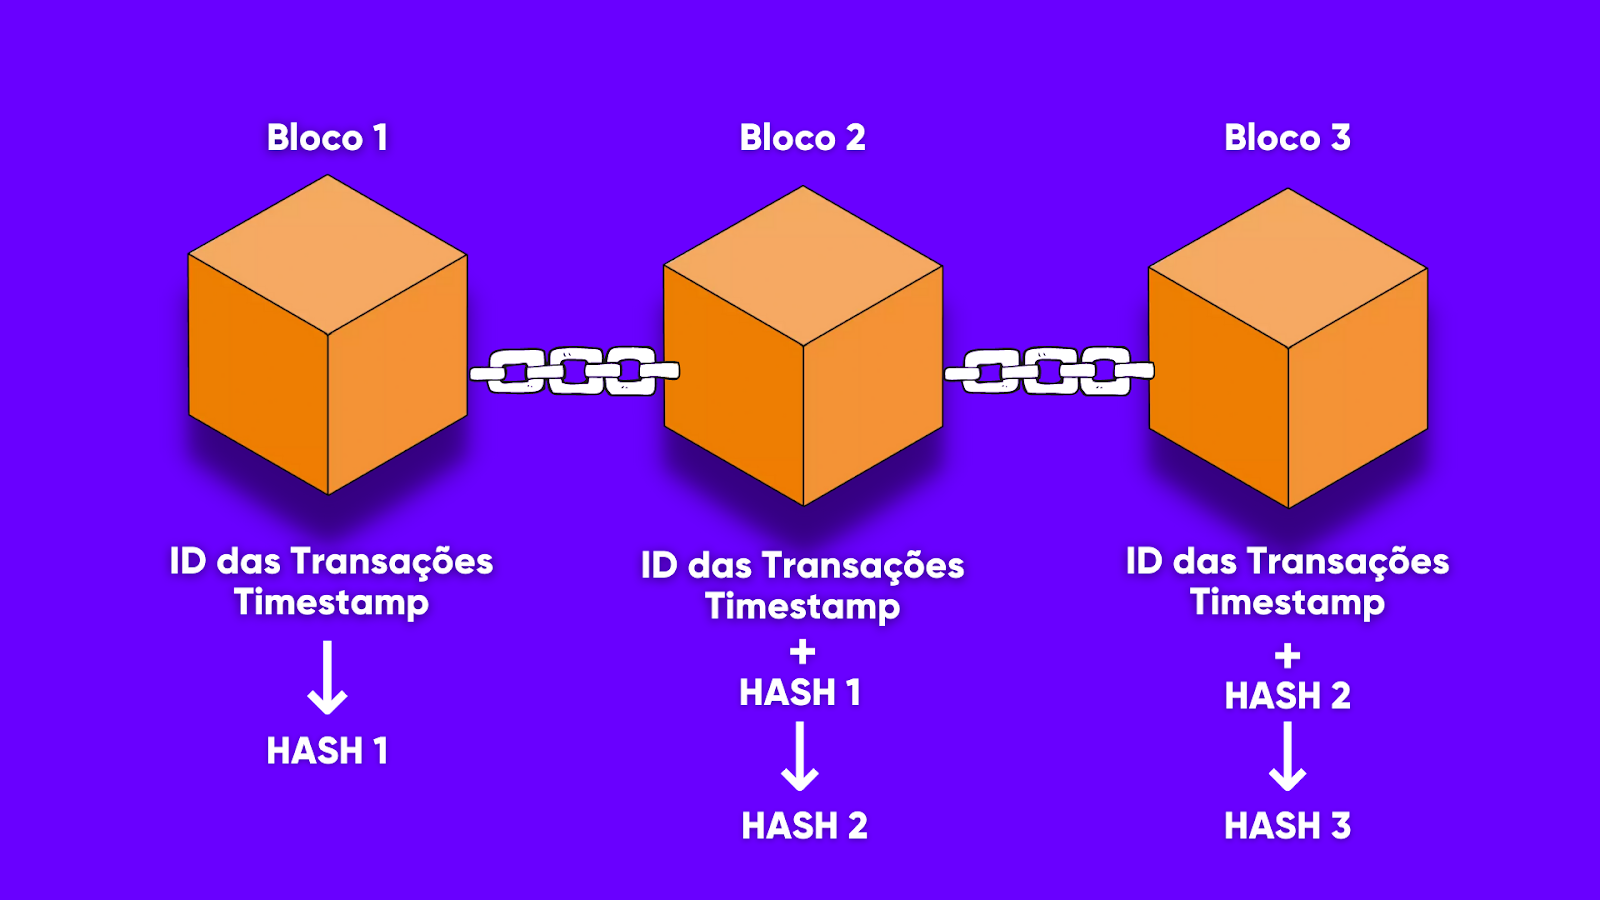 Bloco 1
ID das Transações
Timestamp
HASH 1
Bloco 2
ID das Transações
Timestamp
+
HASH 1
HASH 2
Bloco 3
ID das Transações
Timestamp
+
HASH 2
HASH 3